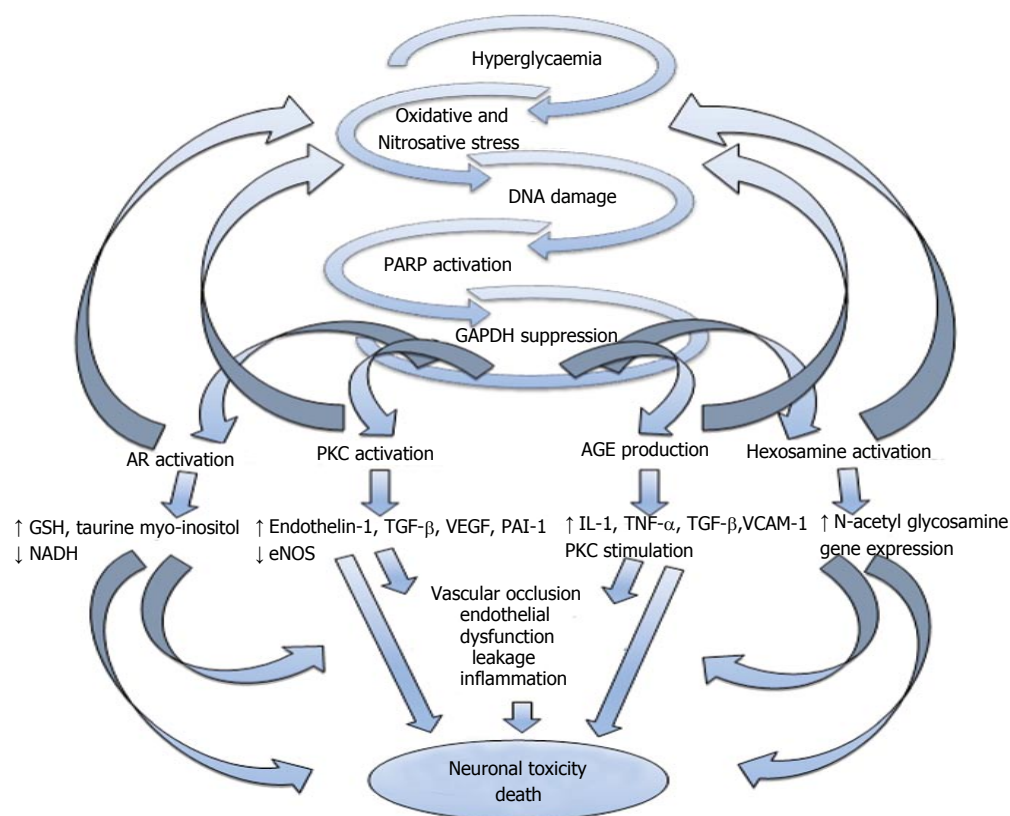 Hyperglycaemia
Oxidative and
Nitrosative stress
DNA damage
PARP activation
GAPDH suppression
AR activation
PKC activation
AGE production
Hexosamine activation
↑ GSH, taurine myo-inositol
↓ NADH
↑ Endothelin-1, TGF-β, VEGF, PAI-1
↓ eNOS
↑ IL-1, TNF-α, TGF-β,VCAM-1
PKC stimulation
↑ N-acetyl glycosamine
gene expression
Vascular occlusion
endothelial
dysfunction
leakage
inflammation
Neuronal toxicity
death